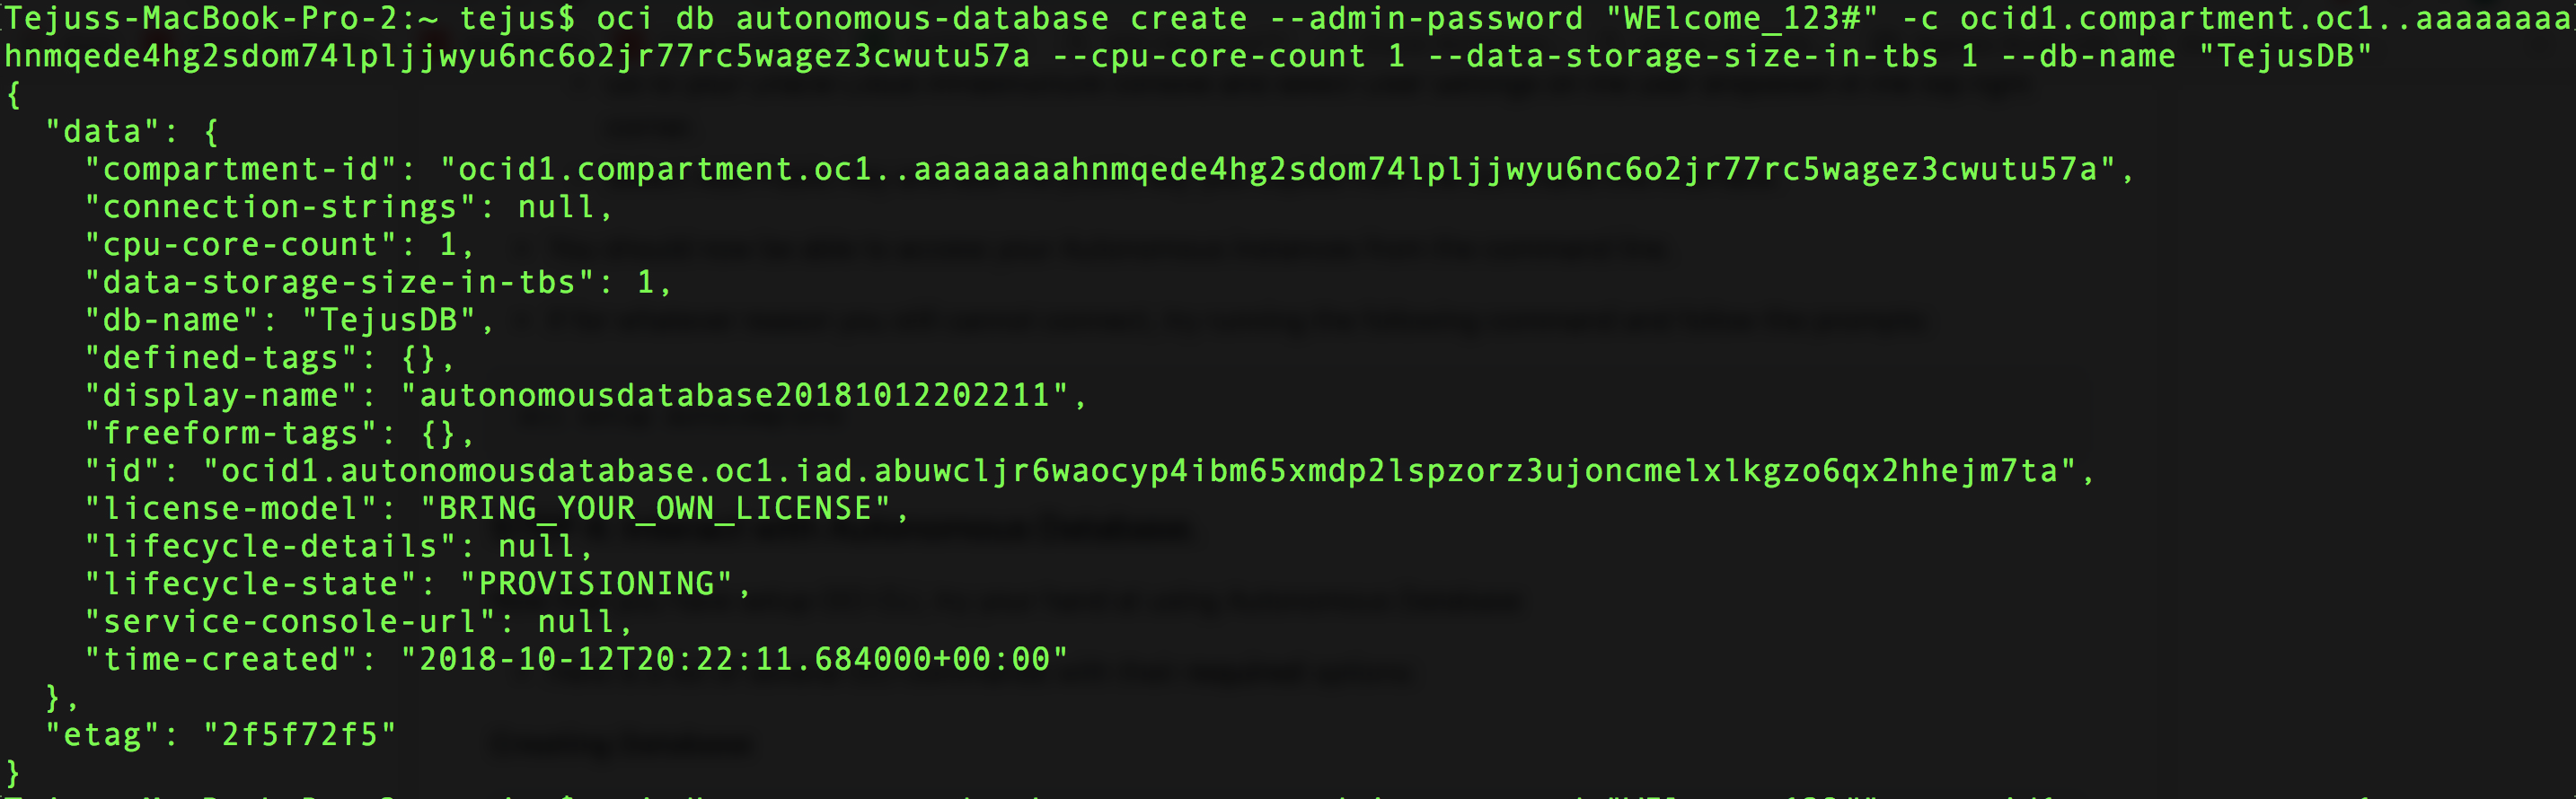 Tejuss-MacBook-Pro-2:~ tejus$ oci db autonomous-database create --admin-password "WElcome_123#" -c ocid1.compartment.oc1..aaaaaaaa
hnmqede4hg2sdom74lpljjwyu6nc6o2jr77rc5wagez3cwutu57a --cpu-core-count 1 --data-storage-size-in-tbs 1 --db-name "TejusDB"
{
  "data": {
    "compartment-id": "ocid1.compartment.oc1..aaaaaaaahnmqede4hg2sdom74lpljjwyu6nc6o2jr77rc5wagez3cwutu57a",
    "connection-strings": null,
    "cpu-core-count": 1,
    "data-storage-size-in-tbs": 1,
    "db-name": "TejusDB",
    "defined-tags": {},
    "display-name": "autonomousdatabase20181012202211",
    "freeform-tags": {},
    "id": "ocid1.autonomousdatabase.oc1.iad.abuwcljr6waocyp4ibm65xmdp2lspzorz3ujoncmelxlkgzo6qx2hhejm7ta",
    "license-model": "BRING_YOUR_OWN_LICENSE",
    "lifecycle-details": null,
    "lifecycle-state": "PROVISIONING",
    "service-console-url": null,
    "time-created": "2018-10-12T20:22:11.684000+00:00"
  },
  "etag": "2f5f72f5"
}